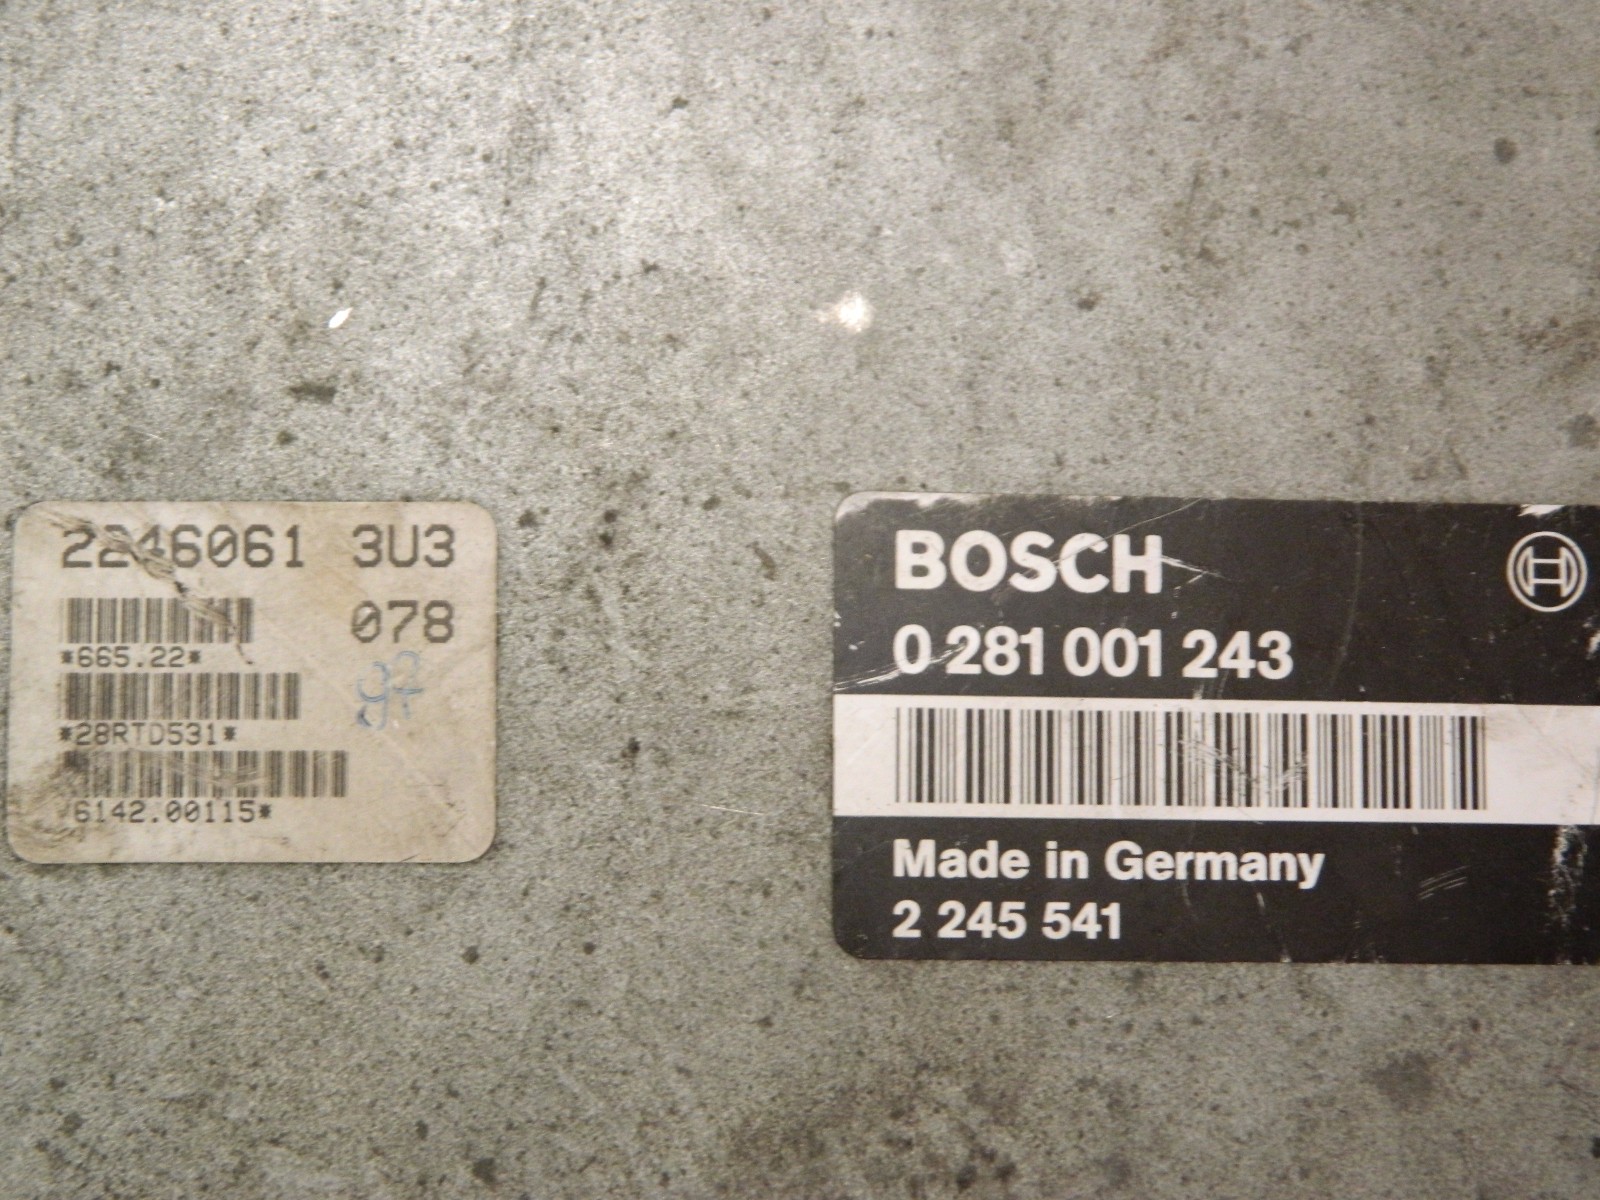 2246061 3U3
078
*665.22*
*28RTD531*
6142.00115*
BOSCH
0 281 001 243
Made in Germany
2 245 541